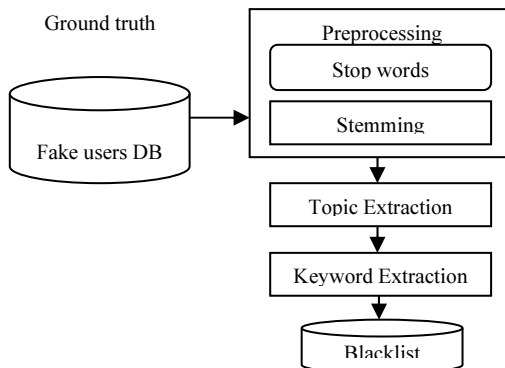 Ground truth
Fake users DB
Preprocessing
Stop words
Stemming
Topic Extraction
Keyword Extraction
Blacklist